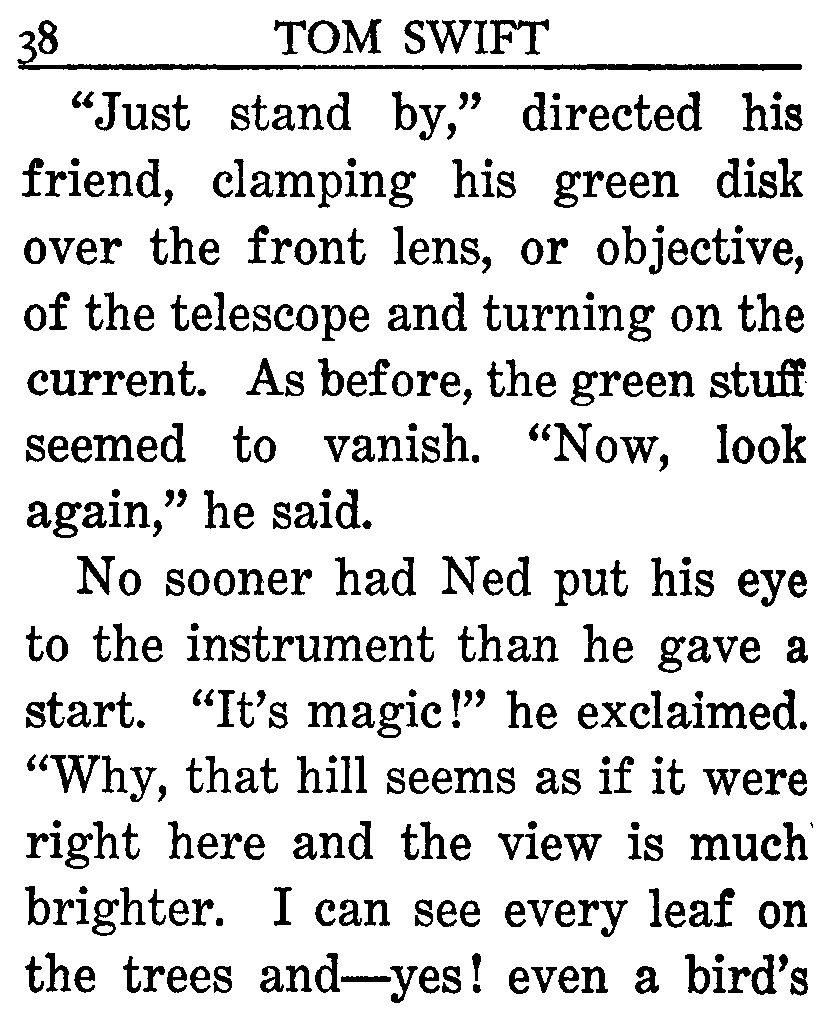 38 TOM SWIFT
“Just stand by,” directed his
friend, clamping his green disk
over the front lens, or objective,
of the telescope and turning on the
current. As before, the green stuff
seemed to vanish. “Now, look
again,” he said.
No sooner had Ned put his eye
to the instrument than he gave a
start. “It’s magic!” he exclaimed.
“Why, that hill seems as if it were
right here and the view is much
brighter. I can see every leaf on
the trees and—yes! even a bird’s